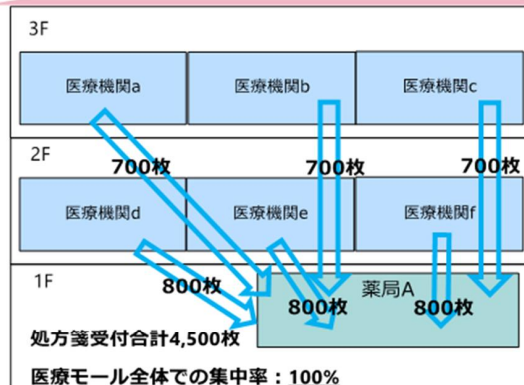 3F
医療機関a
医療機関b
医療機関c
2F
700枚
700枚
700枚
医療機関d
医療機関e
医療機関f
1F
800枚
薬局A
800枚
800枚
処方箋受付合計4,500枚
医療モール全体での集中率：100%